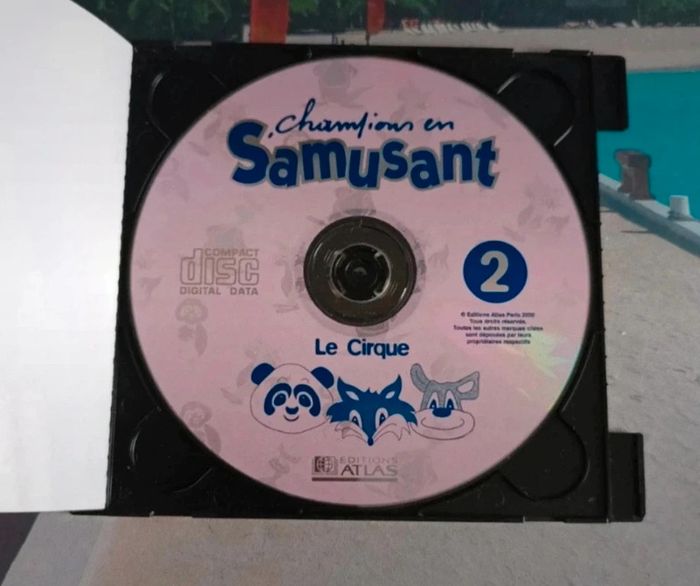 Champions en
Samusant
COMPACT
disc
DIGITAL DATA
2
© Editions Atlas Paris 2000
Tous droits réservés.
Toutes les autres marques citées
sont déposées par leurs
propriétaires respectifs
Le Cirque
EDITIONS
ATLAS